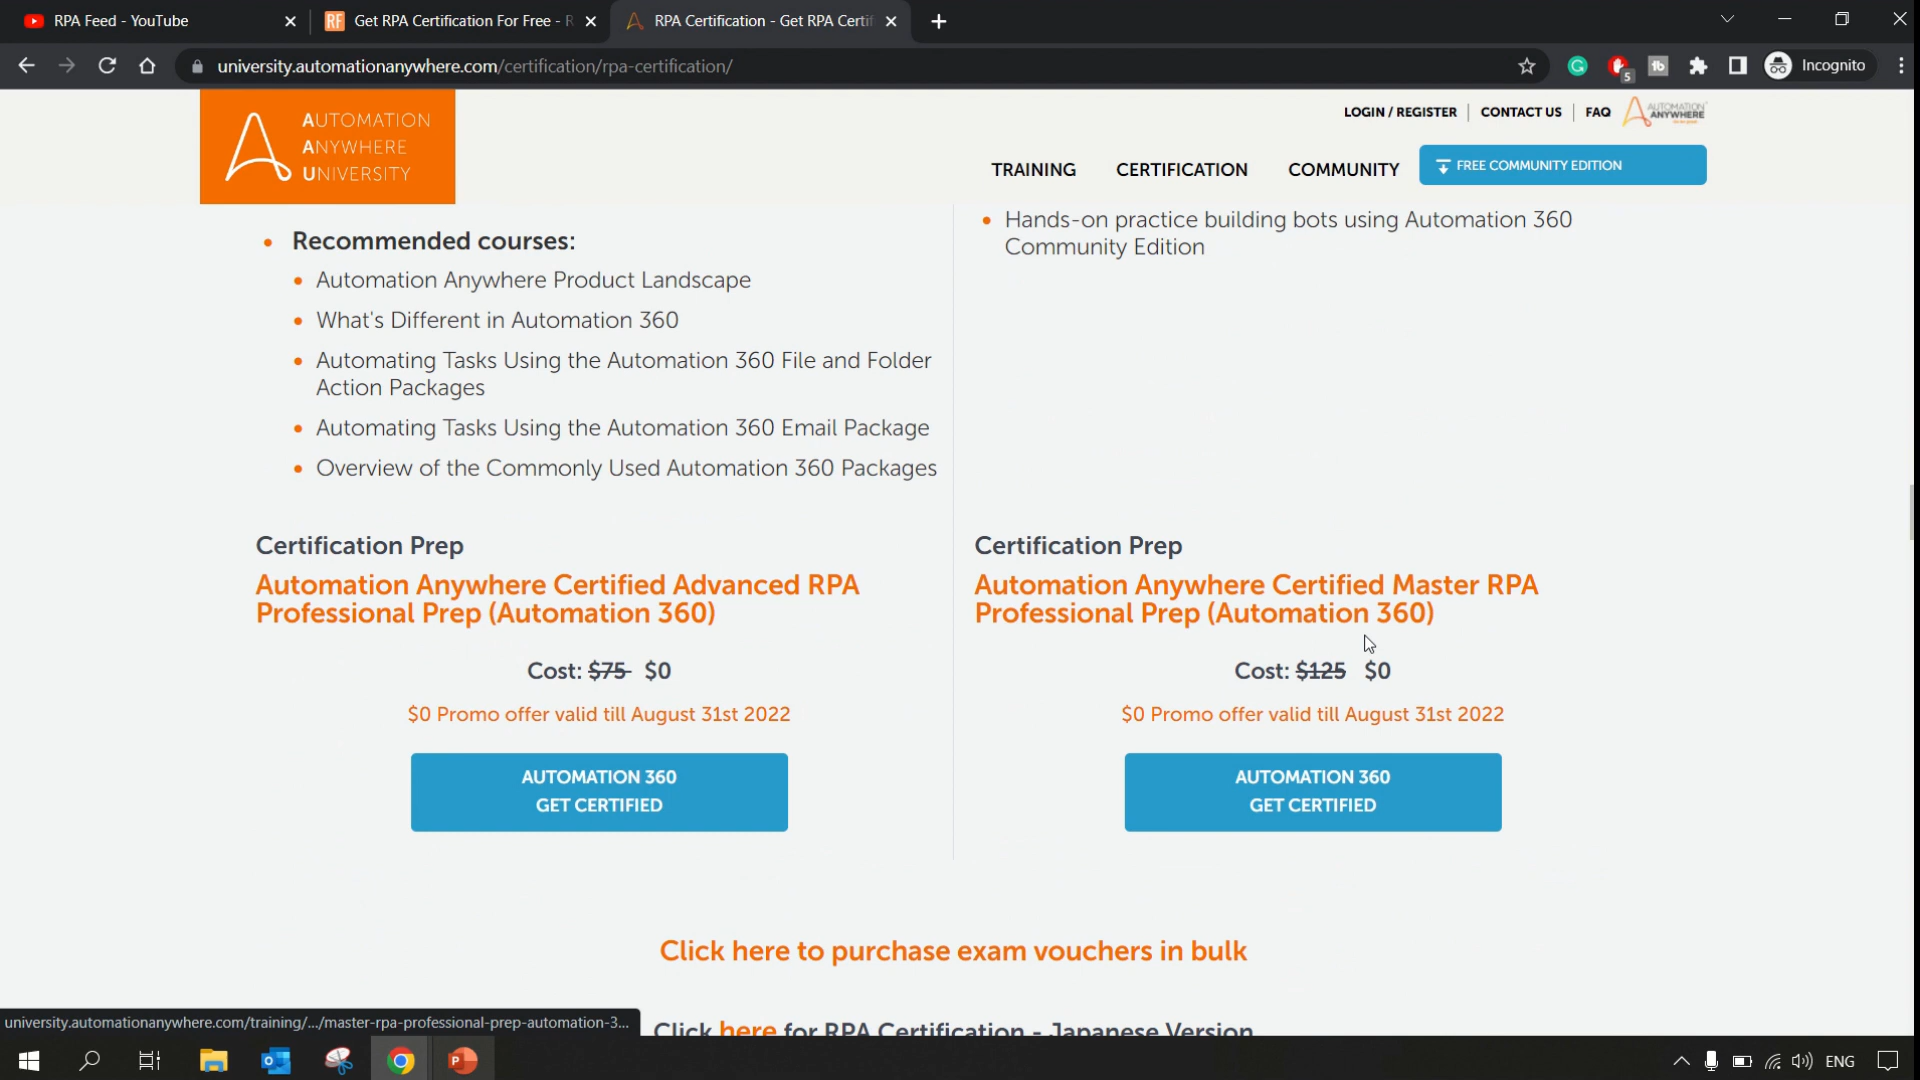 RPA Feed - YouTube
Get RPA Certification For Free - R
RPA Certification - Get RPA Certif
university.automationanywhere.com/certification/rpa-certification/
5
Incognito
AUTOMATION
ANYWHERE
UNIVERSITY
LOGIN / REGISTER
CONTACT US
FAQ
AUTOMATION
ANYWHERE
TRAINING
CERTIFICATION
COMMUNITY
FREE COMMUNITY EDITION
Recommended courses:
Automation Anywhere Product Landscape
What's Different in Automation 360
Automating Tasks Using the Automation 360 File and Folder
Action Packages
Automating Tasks Using the Automation 360 Email Package
Overview of the Commonly Used Automation 360 Packages
Certification Prep
Automation Anywhere Certified Advanced RPA
Professional Prep (Automation 360)
Cost: $75 $0
$0 Promo offer valid till August 31st 2022
AUTOMATION 360
GET CERTIFIED
Hands-on practice building bots using Automation 360
Community Edition
Certification Prep
Automation Anywhere Certified Master RPA
Professional Prep (Automation 360)
Cost: $125 $0
$0 Promo offer valid till August 31st 2022
AUTOMATION 360
GET CERTIFIED
Click here to purchase exam vouchers in bulk
Click here for RPA Certification - Japanese Version
university.automationanywhere.com/training/.../master-rpa-professional-prep-automation-3...
ENG